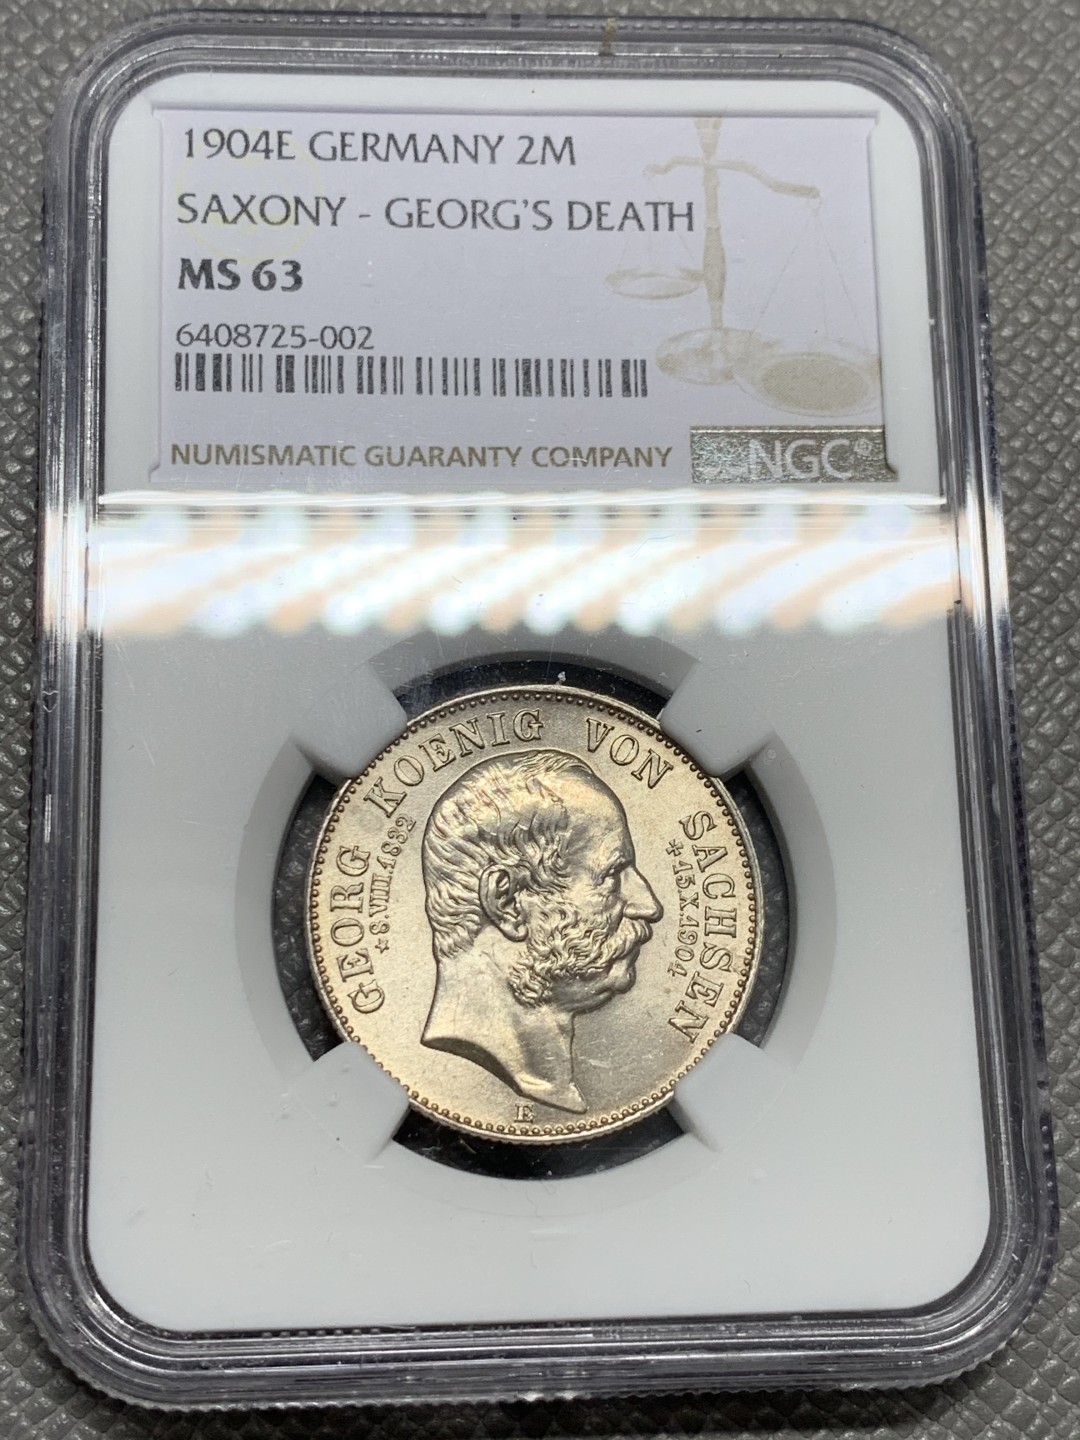 1904E GERMANY 2M
SAXONY - GEORG'S DEATH
MS 63
6408725-002
NUMISMATIC GUARANTY COMPANY
NGC®
GEORG KOENIG VON SACHSEN
*8.VIII.1832
*15.X.1904
E